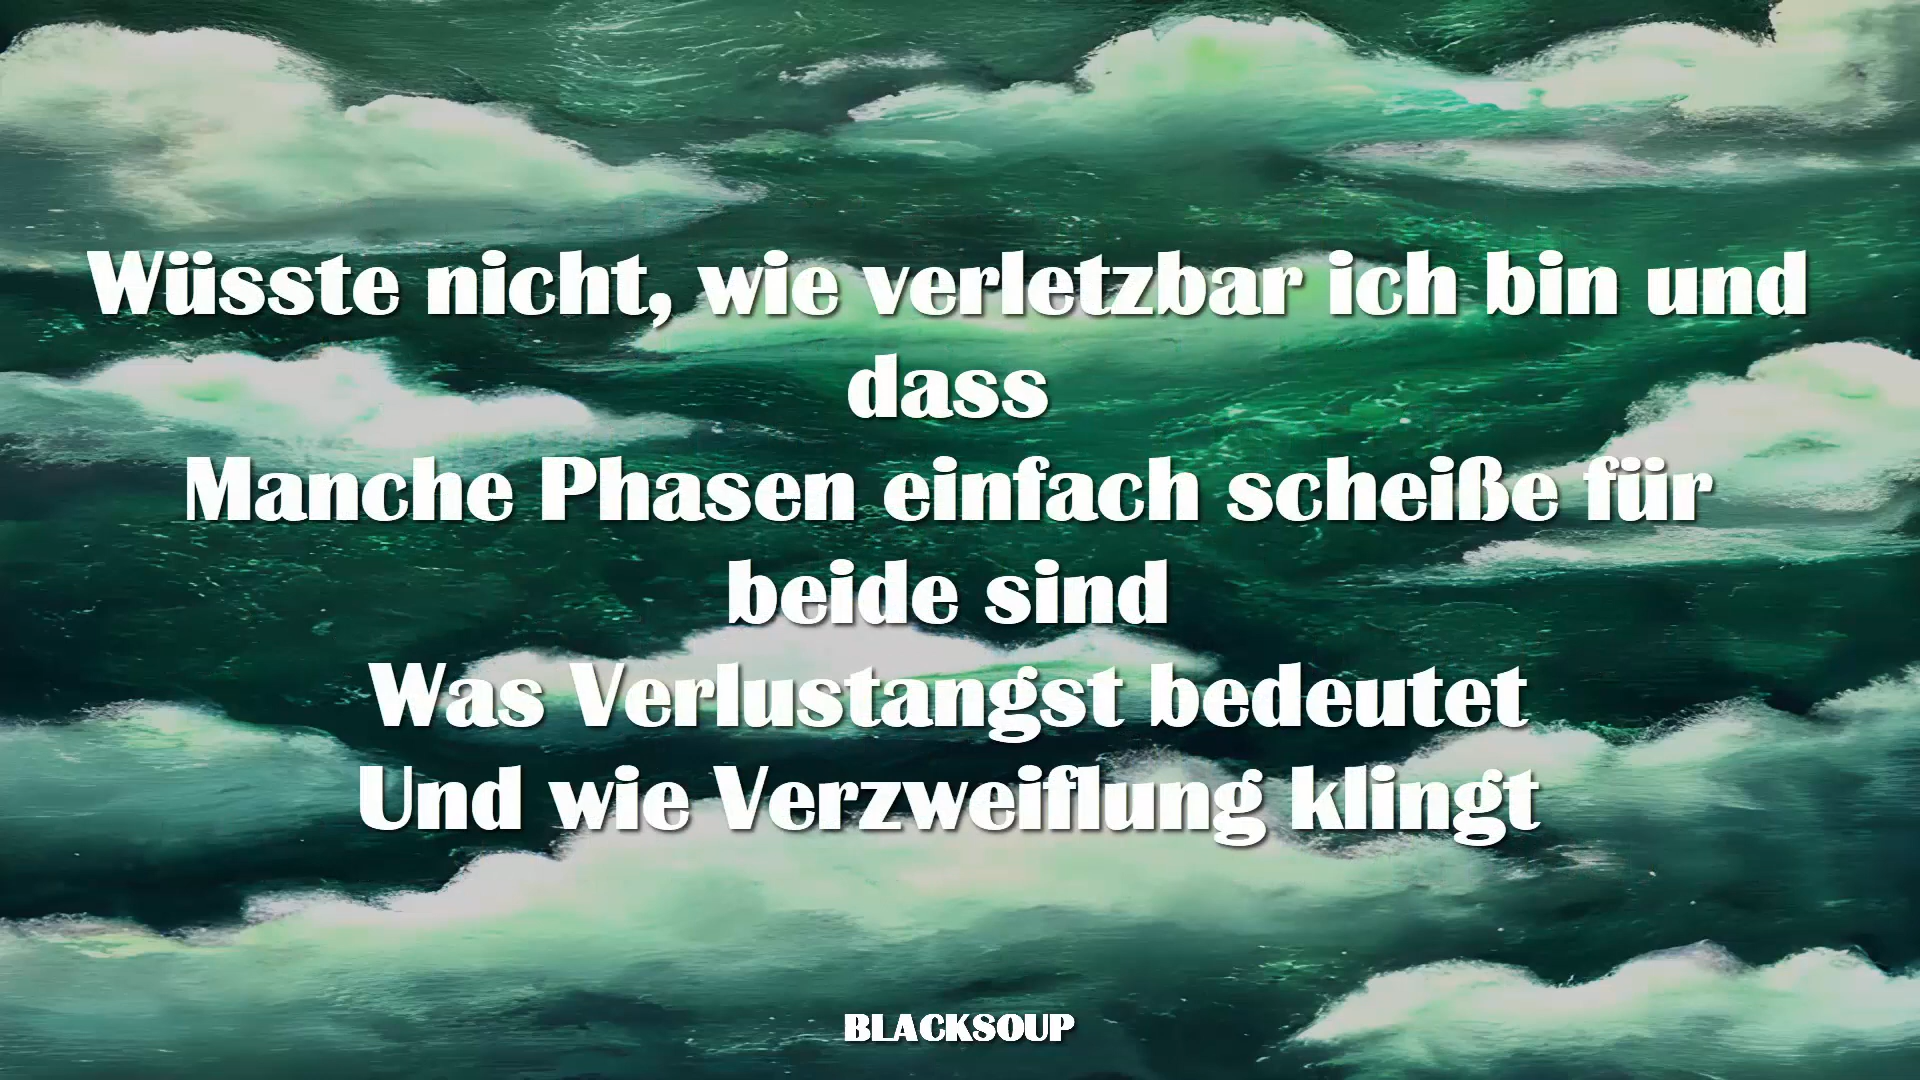 Wüsste nicht, wie verletzbar ich bin und
dass
Manche Phasen einfach scheiße für
beide sind
Was Verlustangst bedeutet
Und wie Verzweiflung klingt
BLACKSOUP